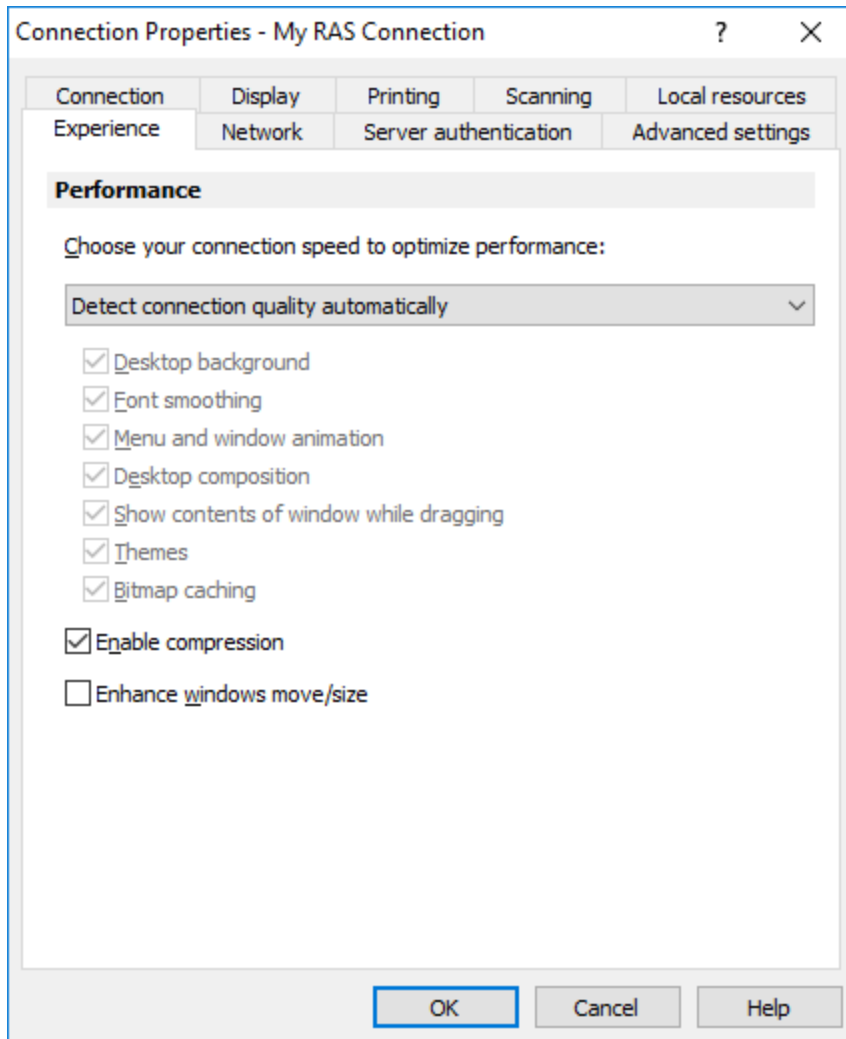 Connection Properties - My RAS Connection
Connection Display Printing Scanning Local resources
Experience Network Server authentication Advanced settings
Performance
Choose your connection speed to optimize performance:
Detect connection quality automatically
Desktop background
Font smoothing
Menu and window animation
Desktop composition
Show contents of window while dragging
Themes
Bitmap caching
Enable compression
Enhance windows move/size
OK Cancel Help